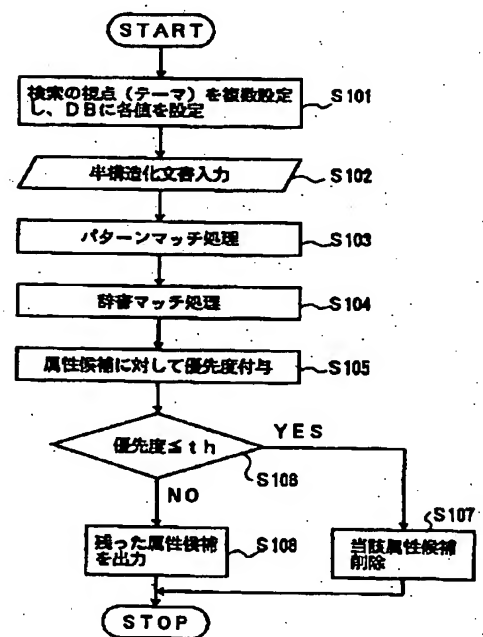 START
検索の視点（テーマ）を複数設定
し、DBに各値を設定
S101
半構造化文書入力
S102
パターンマッチ処理
S103
辞書マッチ処理
S104
属性候補に対して優先度付与
S105
優先度≦th
YES
S106
NO
S107
残った属性候補
を出力
S108
当該属性候補
削除
STOP